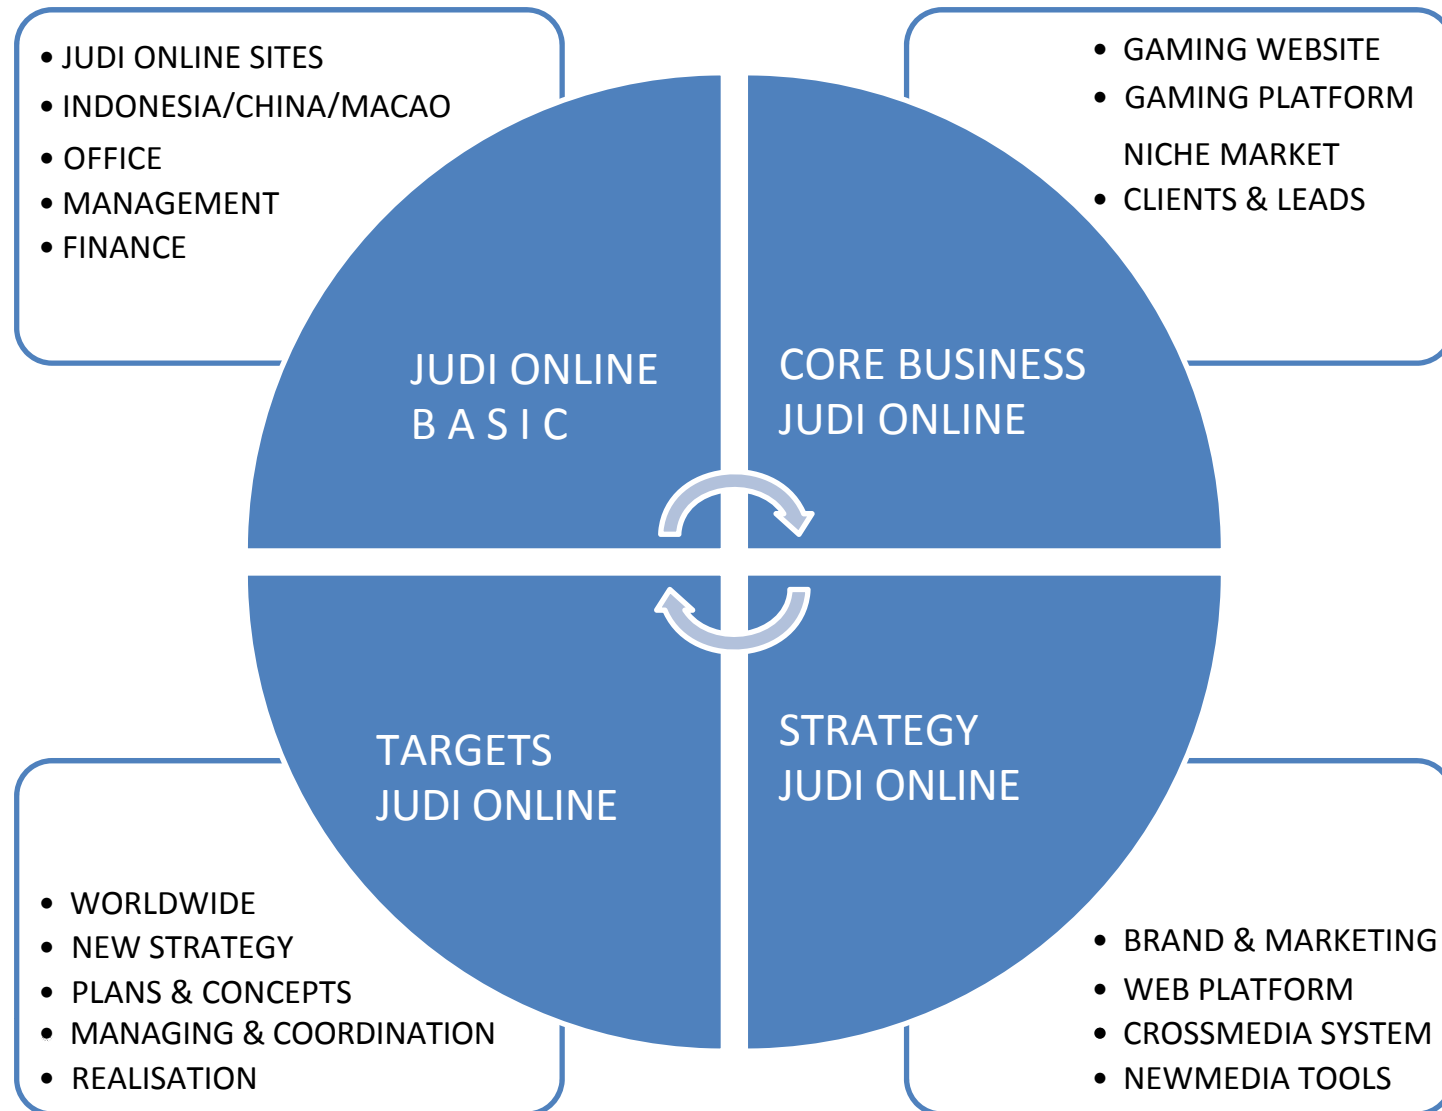 • JUDI ONLINE SITES
• INDONESIA/CHINA/MACAO
• OFFICE
• MANAGEMENT
• FINANCE
• GAMING WEBSITE
• GAMING PLATFORM
NICHE MARKET
• CLIENTS & LEADS
JUDI ONLINE
B A S I C
CORE BUSINESS
JUDI ONLINE
TARGETS
JUDI ONLINE
STRATEGY
JUDI ONLINE
• WORLDWIDE
• NEW STRATEGY
• PLANS & CONCEPTS
• MANAGING & COORDINATION
• REALISATION
• BRAND & MARKETING
• WEB PLATFORM
• CROSSMEDIA SYSTEM
• NEWMEDIA TOOLS